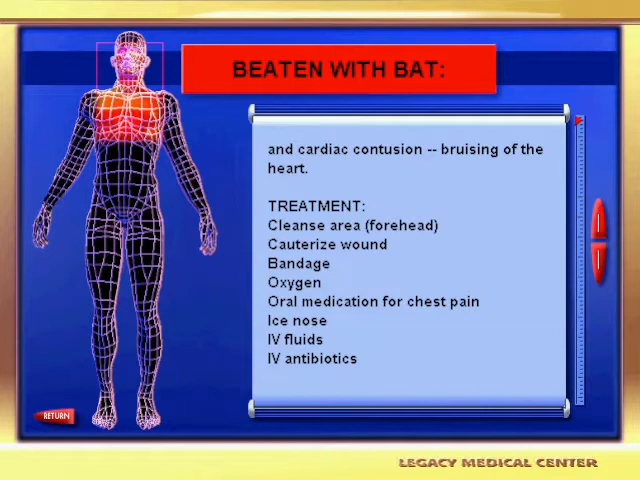 BEATEN WITH BAT:
and cardiac contusion -- bruising of the
heart.
TREATMENT:
Cleanse area (forehead)
Cauterize wound
Bandage
Oxygen
Oral medication for chest pain
Ice nose
IV fluids
IV antibiotics
RETURN
LEGACY MEDICAL CENTER